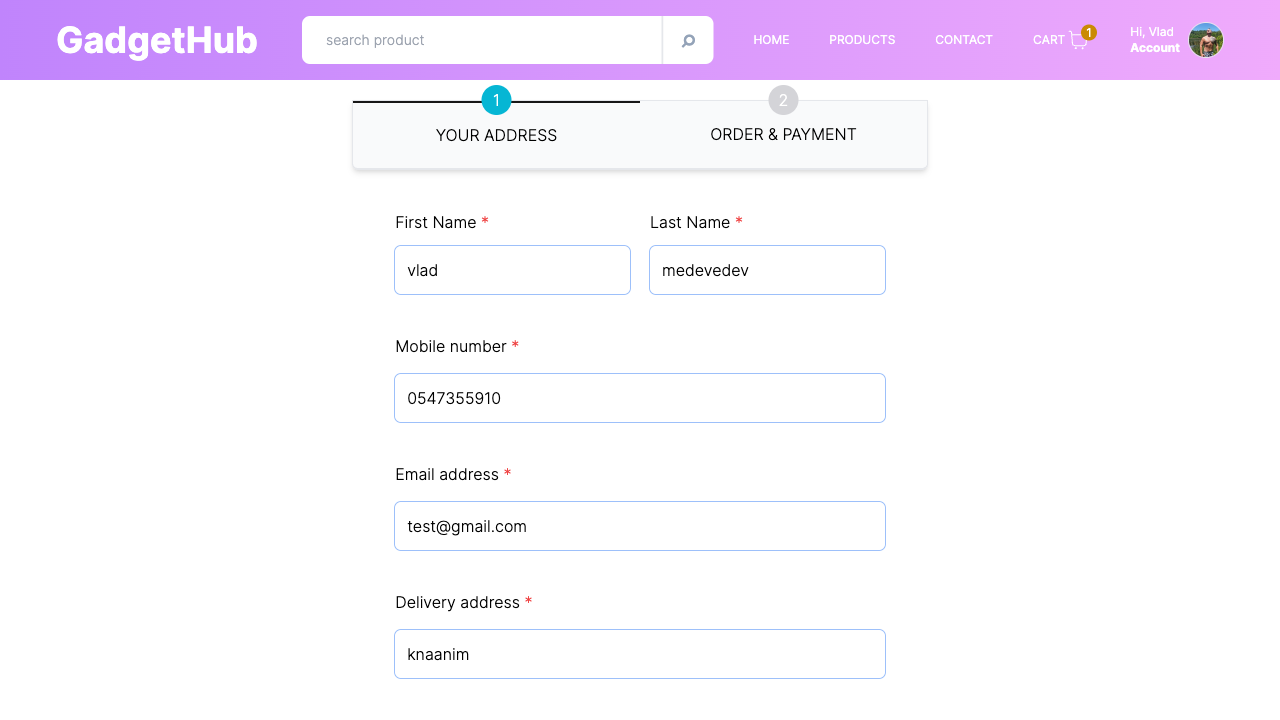 GadgetHub
search product
HOME
PRODUCTS
CONTACT
CART
1
Hi, Vlad
Account
1
2
YOUR ADDRESS
ORDER & PAYMENT
First Name *
Last Name *
vlad
medevedev
Mobile number *
0547355910
Email address *
test@gmail.com
Delivery address *
knaanim